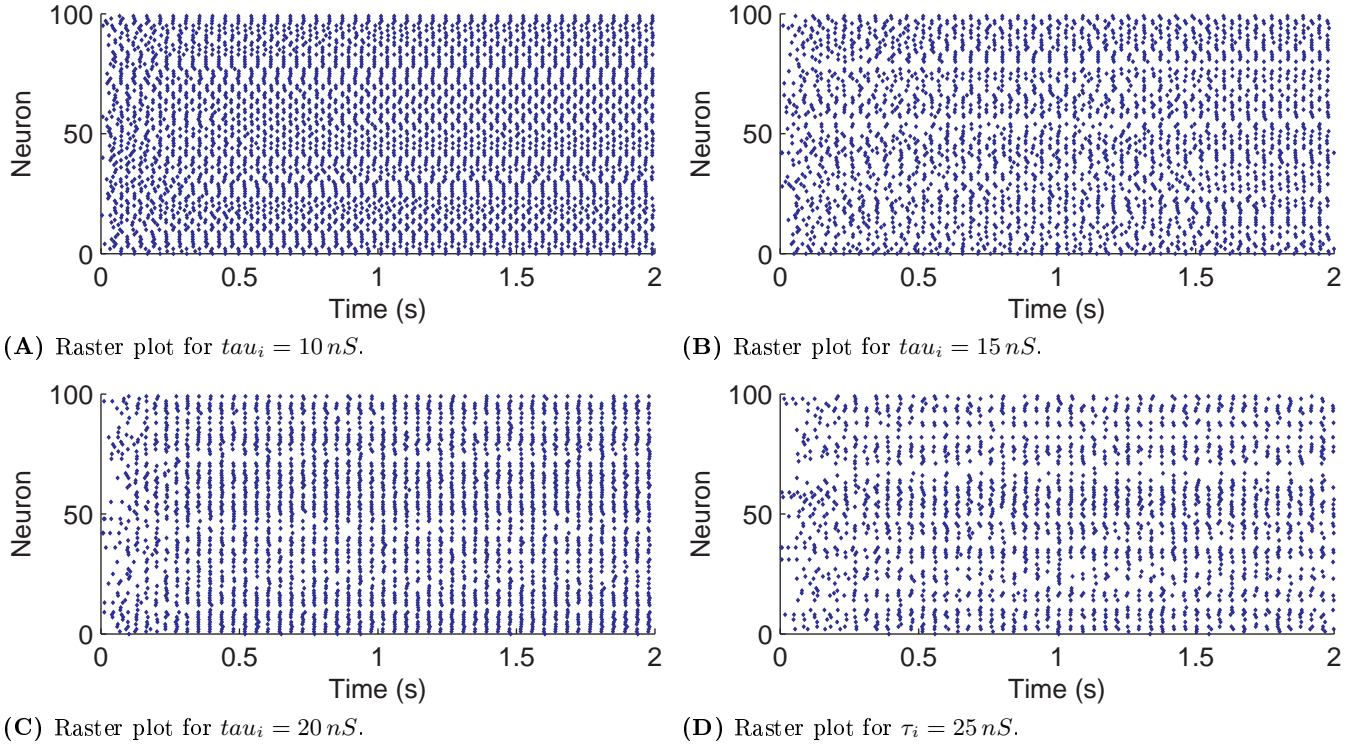 100
50
0
Neuron
0
0.5
1
1.5
2
Time (s)
(A) Raster plot for tau_i = 10 nS.
100
50
0
Neuron
0
0.5
1
1.5
2
Time (s)
(B) Raster plot for tau_i = 15 nS.
100
50
0
Neuron
0
0.5
1
1.5
2
Time (s)
(C) Raster plot for tau_i = 20 nS.
100
50
0
Neuron
0
0.5
1
1.5
2
Time (s)
(D) Raster plot for τ_i = 25 nS.